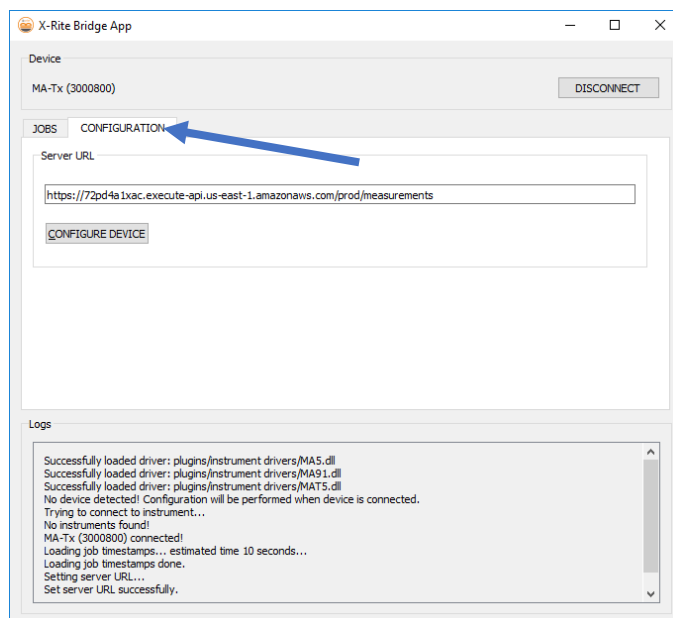 X-Rite Bridge App
Device
MA-Tx (3000800)
DISCONNECT
JOBS
CONFIGURATION
Server URL
https://72pd4a1xac.execute-api.us-east-1.amazonaws.com/prod/measurements
CONFIGURE DEVICE
Logs
Successfully loaded driver: plugins/instrument drivers/MA5.dll
Successfully loaded driver: plugins/instrument drivers/MA91.dll
Successfully loaded driver: plugins/instrument drivers/MAT5.dll
No device detected! Configuration will be performed when device is connected.
Trying to connect to instrument...
No instruments found!
MA-Tx (3000800) connected!
Loading job timestamps... estimated time 10 seconds...
Loading job timestamps done.
Setting server URL...
Set server URL successfully.